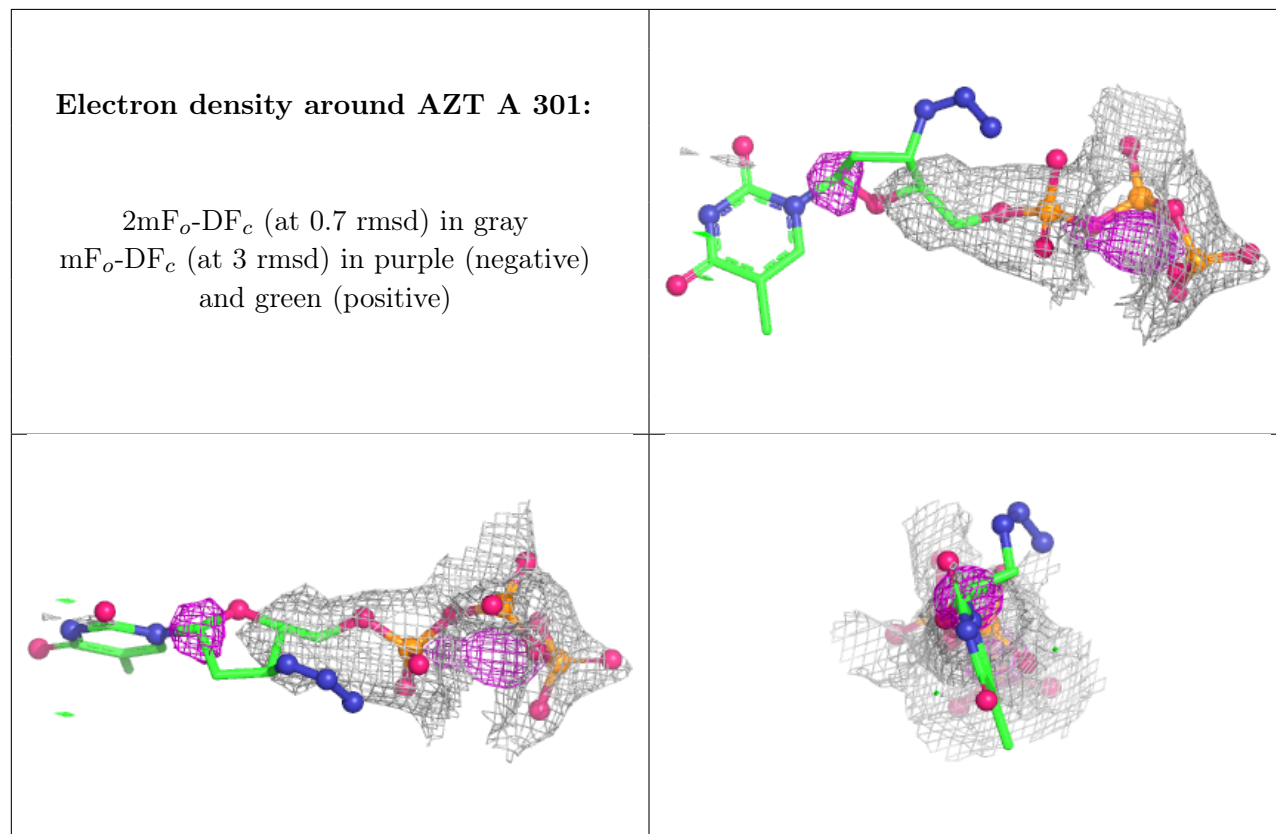 Electron density around AZT A 301:
2mFₒ-DF𝒸 (at 0.7 rmsd) in gray
mFₒ-DF𝒸 (at 3 rmsd) in purple (negative)
and green (positive)